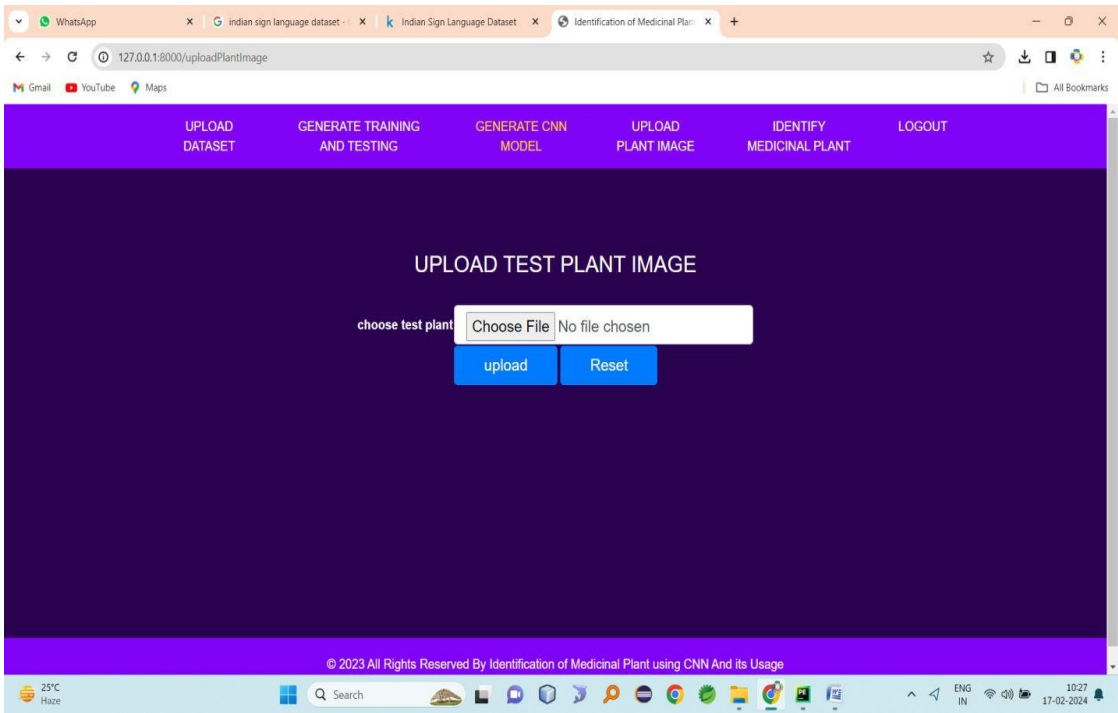 WhatsApp
indian sign language dataset -
Indian Sign Language Dataset
Identification of Medicinal Plan
127.0.0.1:8000/uploadPlantImage
Gmail
YouTube
Maps
All Bookmarks
UPLOAD
DATASET
GENERATE TRAINING
AND TESTING
GENERATE CNN
MODEL
UPLOAD
PLANT IMAGE
IDENTIFY
MEDICINAL PLANT
LOGOUT
UPLOAD TEST PLANT IMAGE
choose test plant
Choose File No file chosen
upload
Reset
© 2023 All Rights Reserved By Identification of Medicinal Plant using CNN And its Usage
25°C
Haze
Search
ENG
IN
10:27
17-02-2024